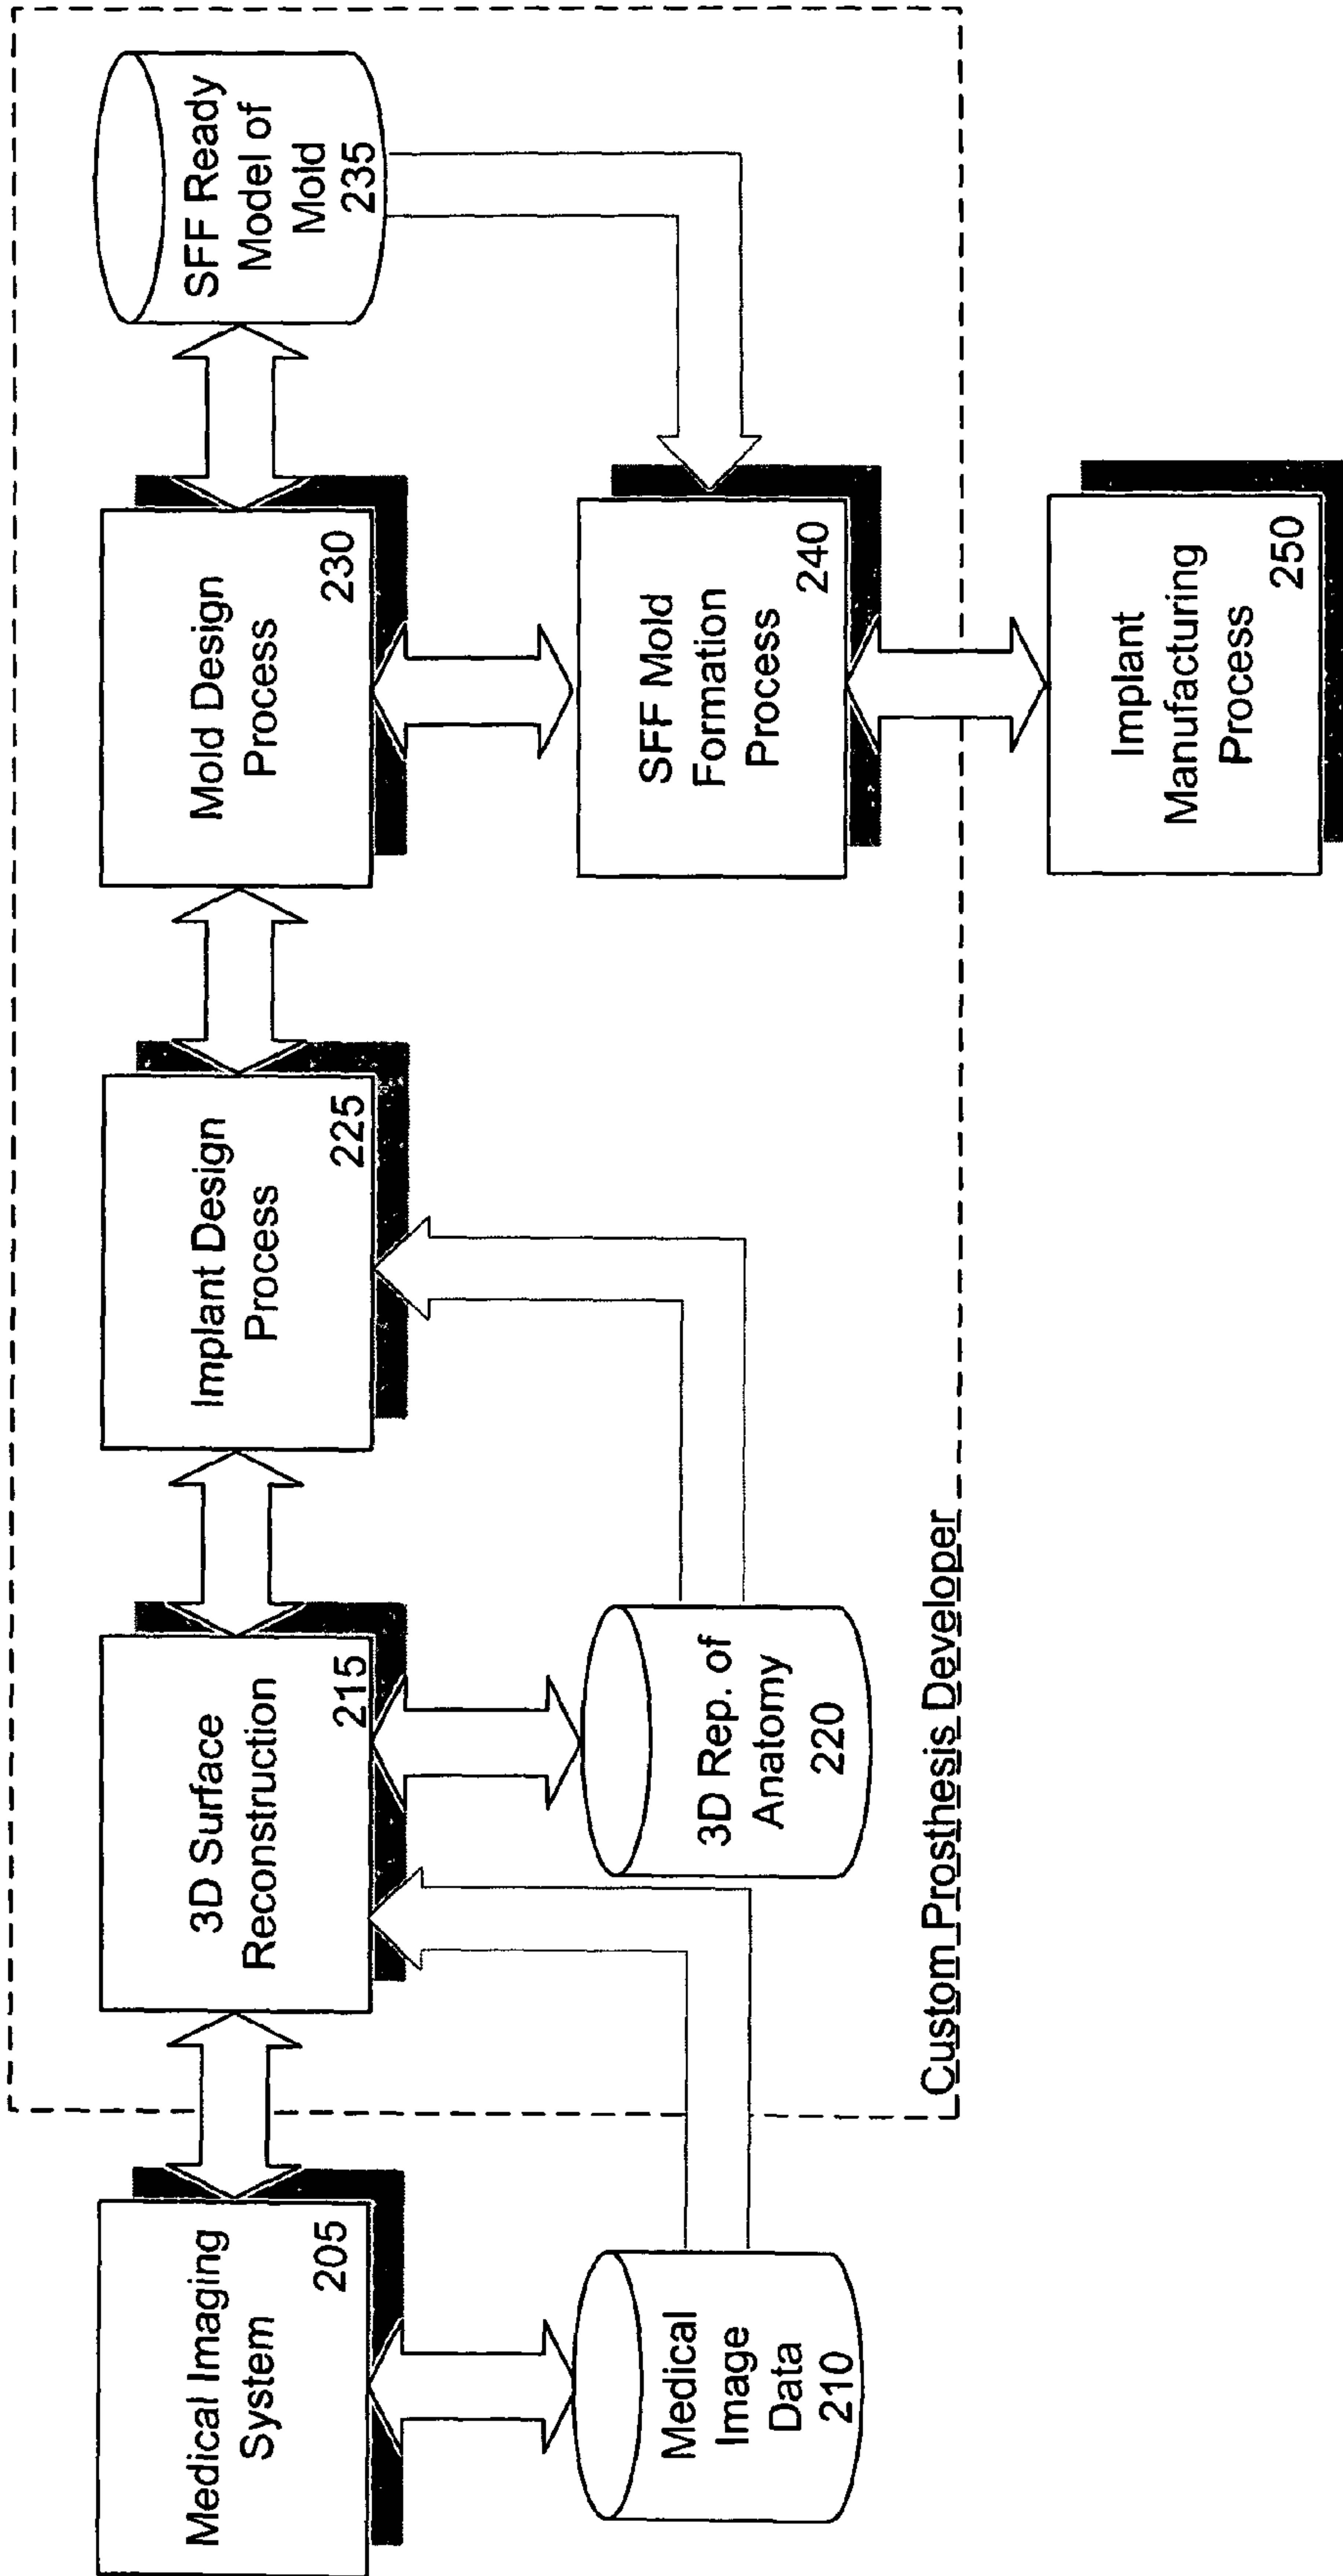 Medical Imaging
System
205
3D Surface
Reconstruction
215
Implant Design
Process
225
Mold Design
Process
230
SFF Ready
Model of
Mold
235
Medical
Image
Data
210
3D Rep. of
Anatomy
220
SFF Mold
Formation
Process
240
Custom Prosthesis Developer
Implant
Manufacturing
Process
250